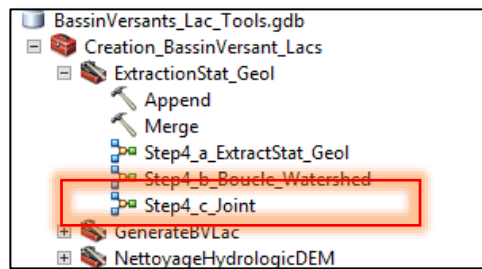 BassinVersants_Lac_Tools.gdb
Creation_BassinVersant_Lacs
ExtractionStat_Geol
Append
Merge
Step4_a_ExtractStat_Geol
Step4_b_Boucle_Watershed
Step4_c_Joint
GenerateBVLac
NettoyageHydrologicDEM